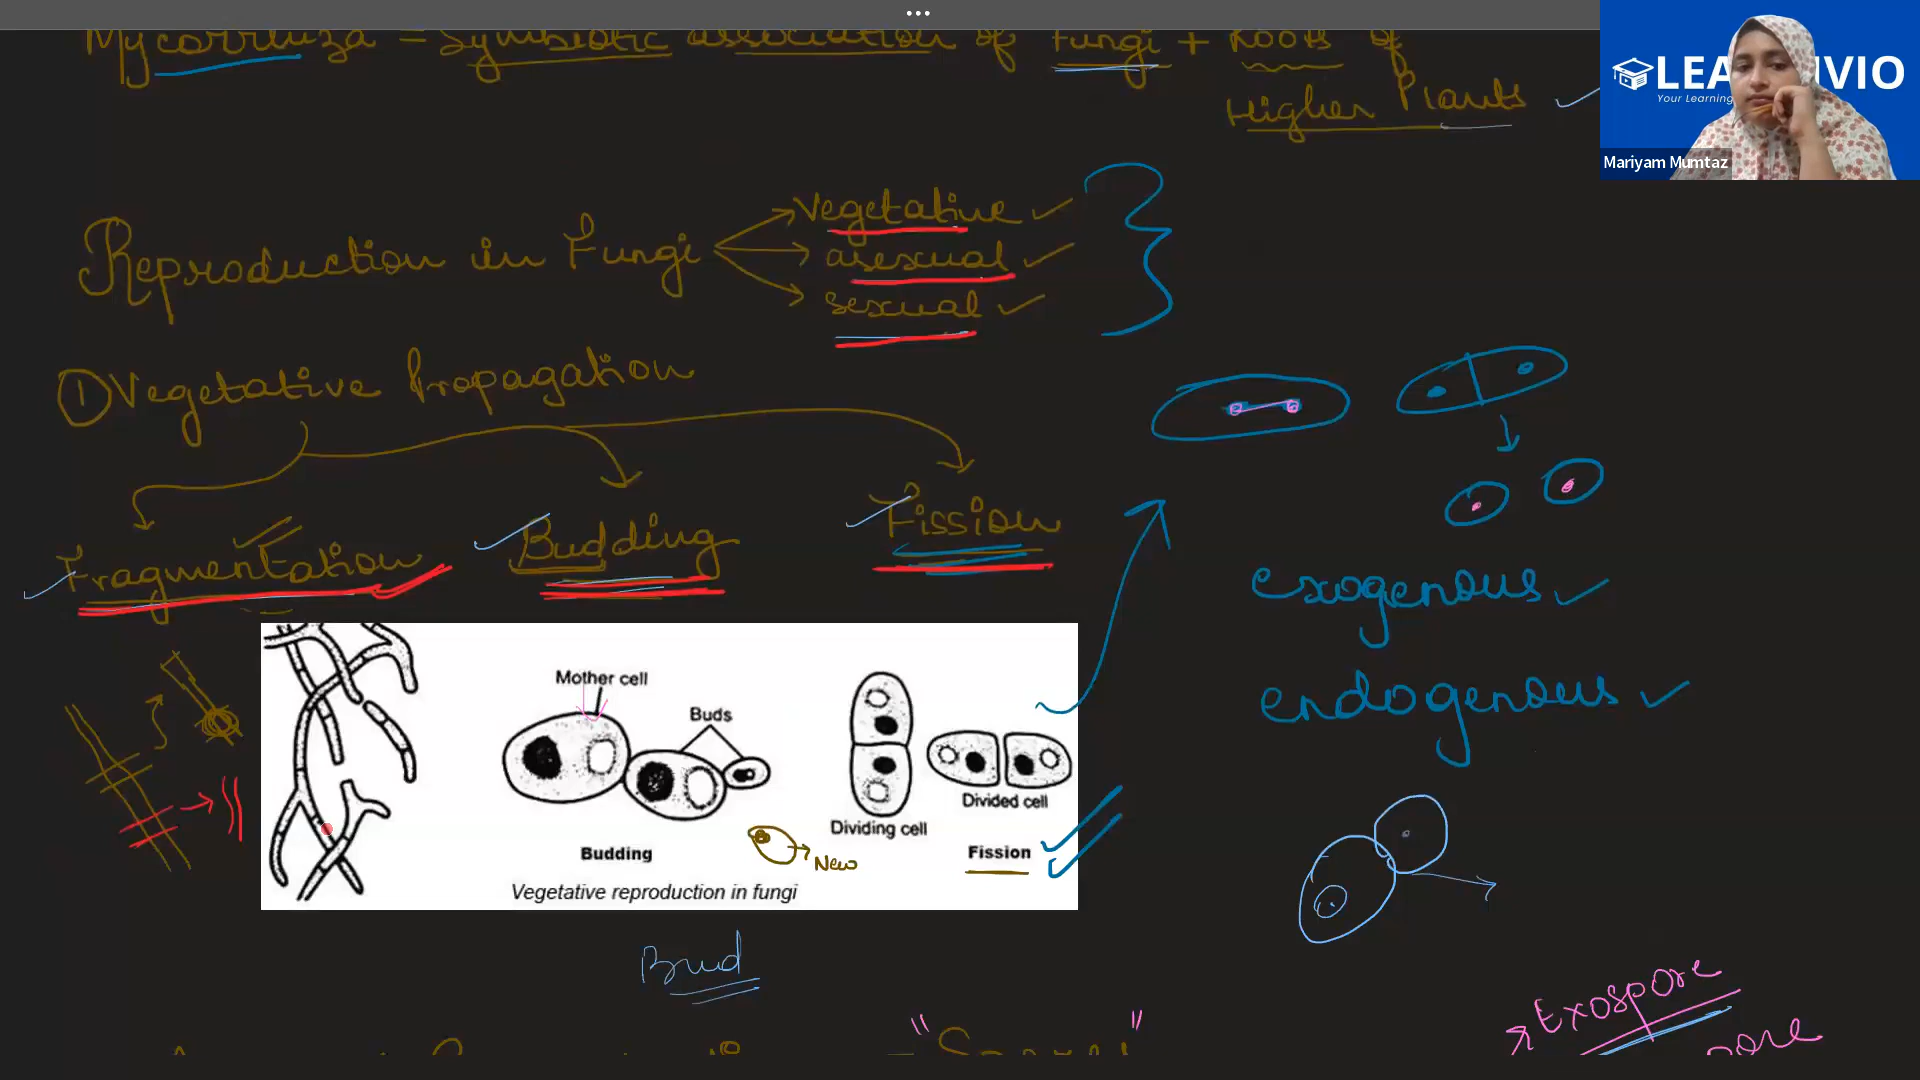 Mycorrhiza - Symbiotic association of Fungi + Roots of
Higher Plants
LEA VIO
Your Learning
Mariyam Mumtaz
Reproduction in Fungi
Vegetative
asexual
sexual
① Vegetative Propagation
Fragmentation
Budding
Fission
exogenous
endogenous
Mother cell
Buds
Dividing cell
Divided cell
Budding
New
Fission
Vegetative reproduction in fungi
Bud
Exospore